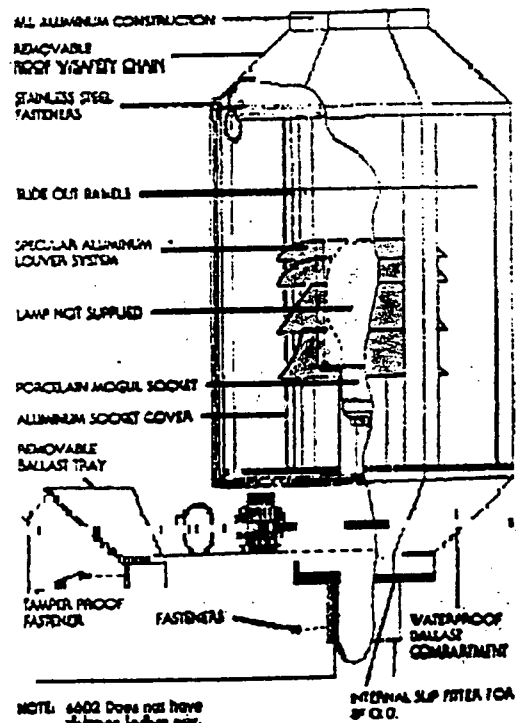 ALL ALUMINUM CONSTRUCTION
REMOVABLE
ROOF W/SAFETY CHAIN
STAINLESS STEEL
FASTENERS
SLIDE OUT PANELS
SPECULAR ALUMINUM
LOUVER SYSTEM
LAMP NOT SUPPLIED
PORCELAIN MOGUL SOCKET
ALUMINUM SOCKET COVER
REMOVABLE
BALLAST TRAY
TAMPER PROOF
FASTENER
FASTENERS
WATERPROOF
BALLAST
COMPARTMENT
INTERNAL SLIP FITTER FOR
O.D.
NOTE: 6602 Does not have